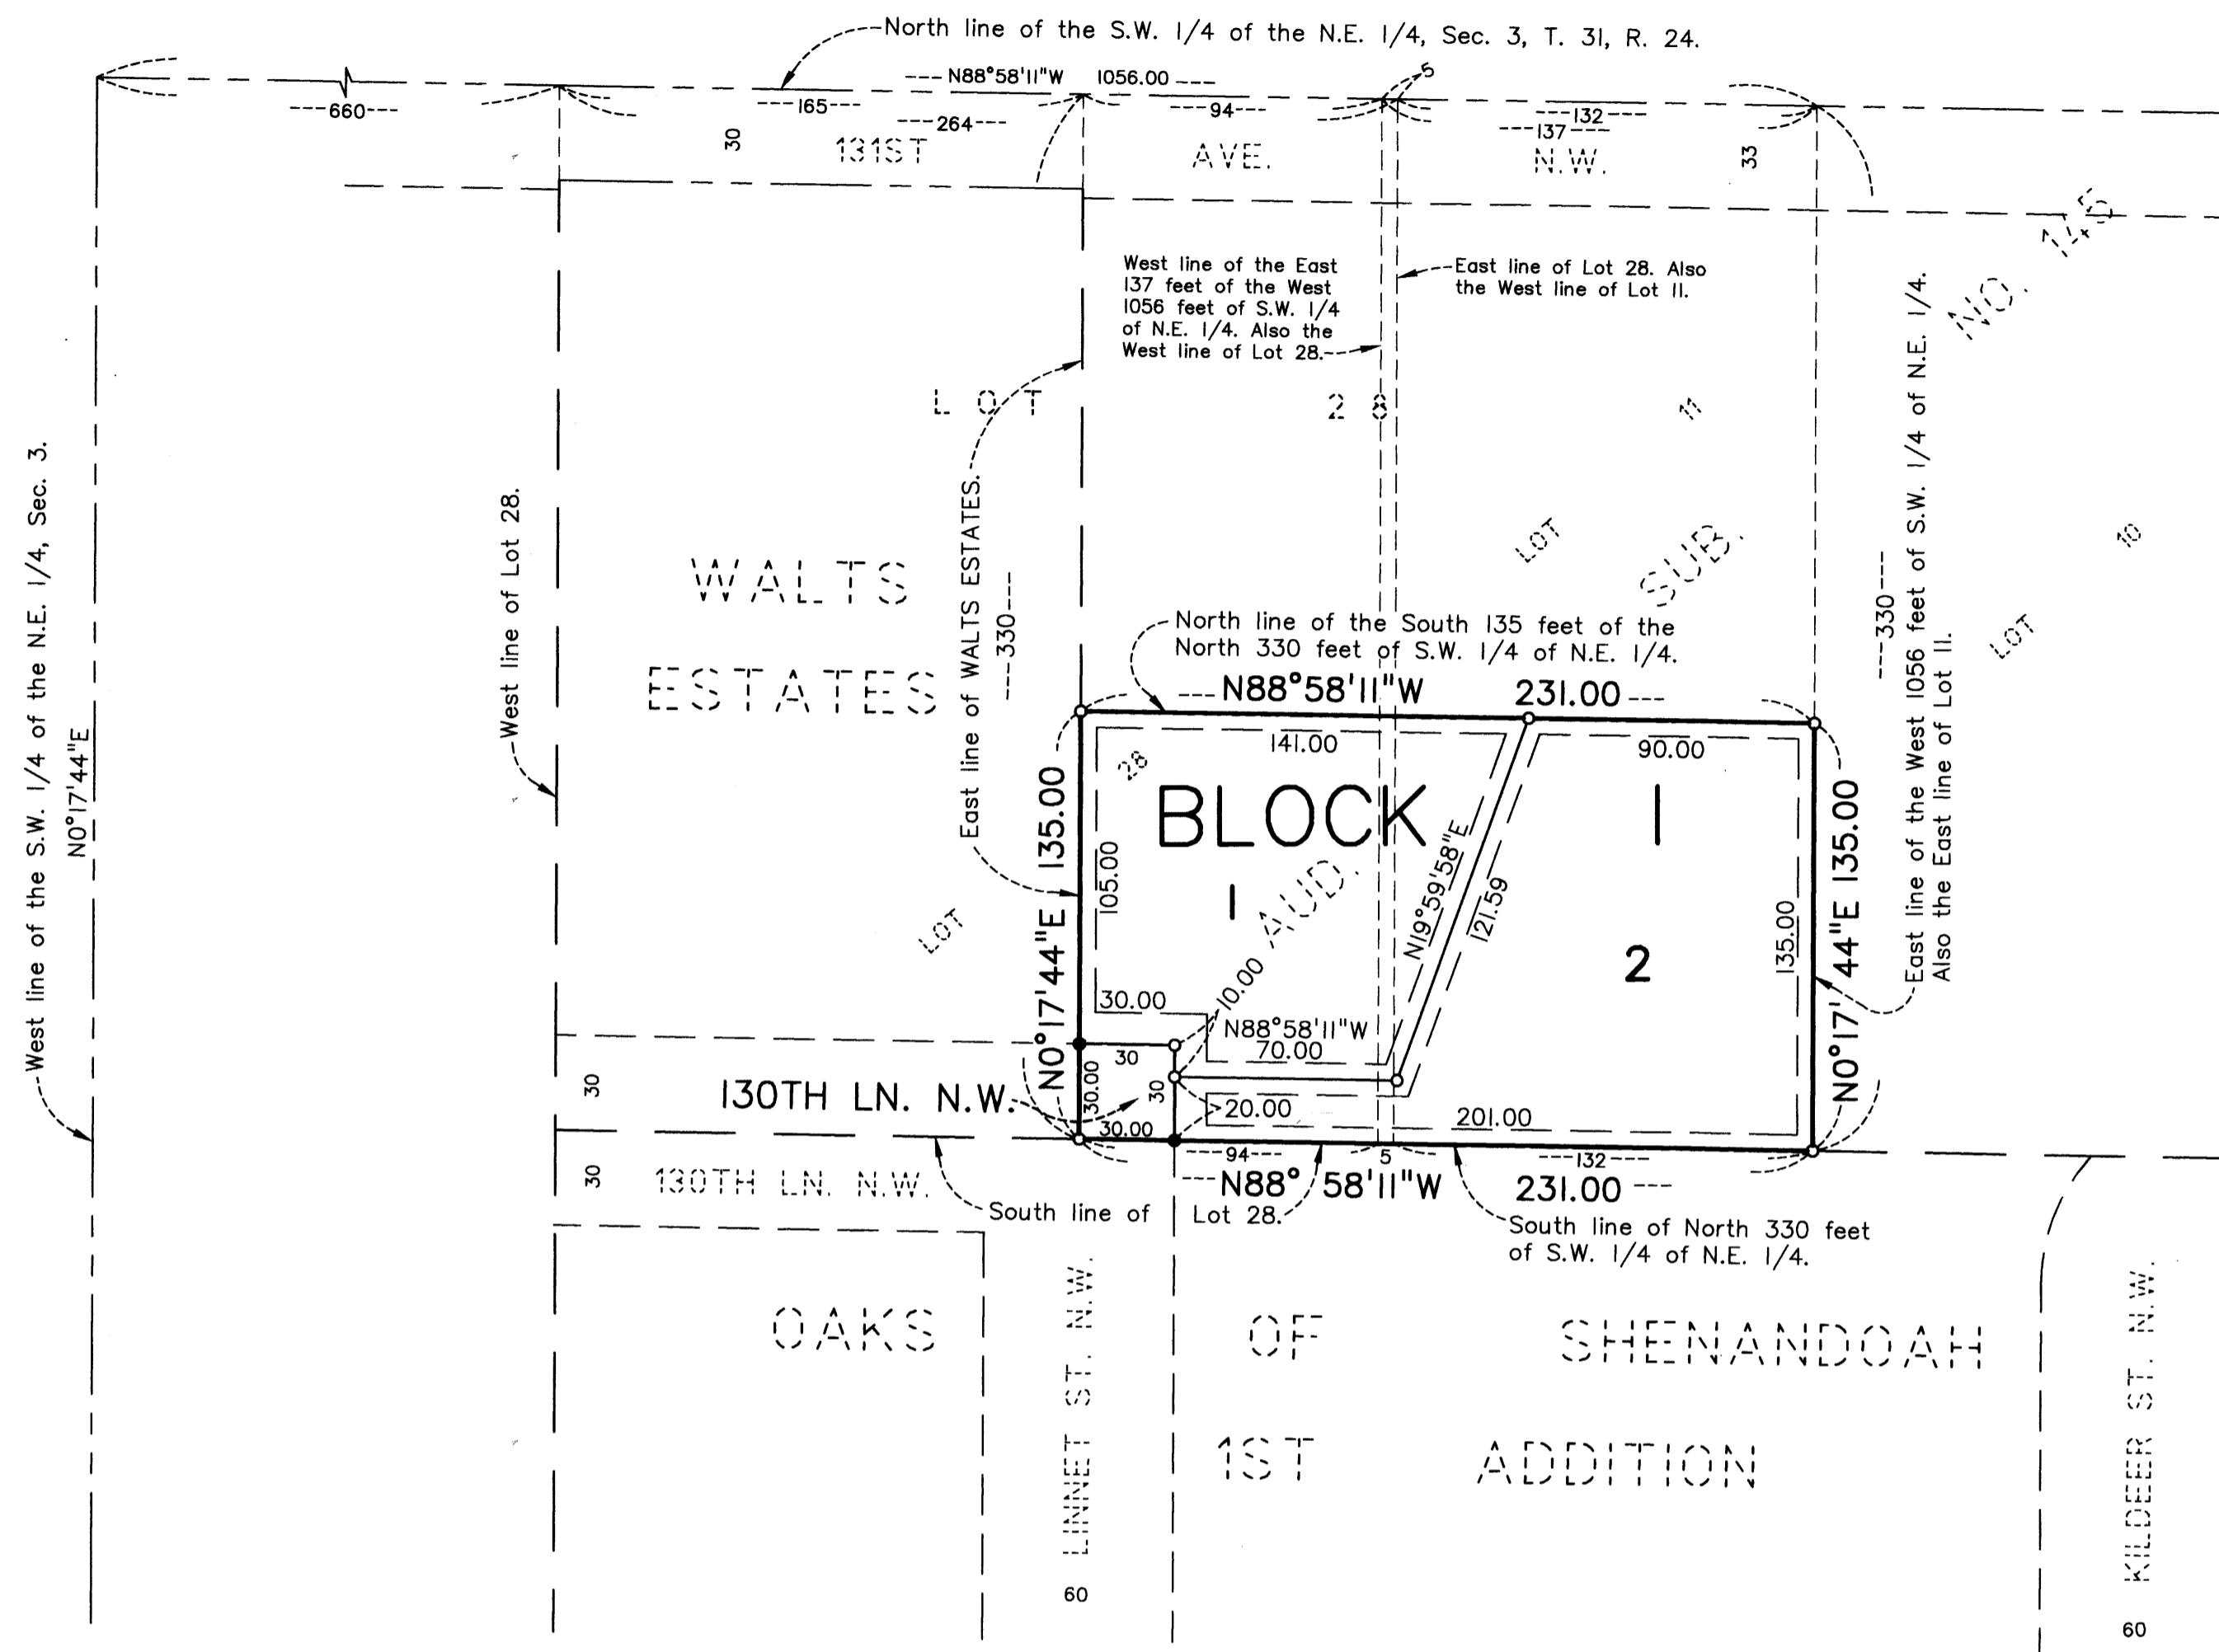 North line of the S.W. 1/4 of the N.E. 1/4, Sec. 3, T. 31, R. 24.
N88°58'11"W 1056.00
5
660
165
94
132
264
137
30
131ST AVE. N.W.
33
NO. 145
West line of the East
137 feet of the West
1056 feet of S.W. 1/4
of N.E. 1/4. Also the
West line of Lot 28.
East line of Lot 28. Also
the West line of Lot 11.
LOT 28
11
LOT
SUB.
10
LOT
West line of the S.W. 1/4 of the N.E. 1/4, Sec. 3.
N0°17'44"E
West line of Lot 28.
WALTS
ESTATES
East line of WALTS ESTATES.
330
330
East line of the West 1056 feet of S.W. 1/4 of N.E. 1/4.
Also the East line of Lot 11.
North line of the South 135 feet of the
North 330 feet of S.W. 1/4 of N.E. 1/4.
N88°58'11"W 231.00
141.00
90.00
28
BLOCK 1
N0°17'44"E 135.00
105.00
1
AUD.
N19°59'58"E
121.59
2
135.00
N0°17'44"E 135.00
LOT
30.00
10.00
N88°58'11"W
70.00
30
30
130TH LN. N.W.
30.00
30
20.00
30.00
201.00
94
5
132
30
130TH LN. N.W.
N88°58'11"W 231.00
South line of Lot 28.
South line of North 330 feet
of S.W. 1/4 of N.E. 1/4.
OAKS OF SHENANDOAH
1ST ADDITION
LINNET ST. N.W.
60
KILDEER ST. N.W.
60